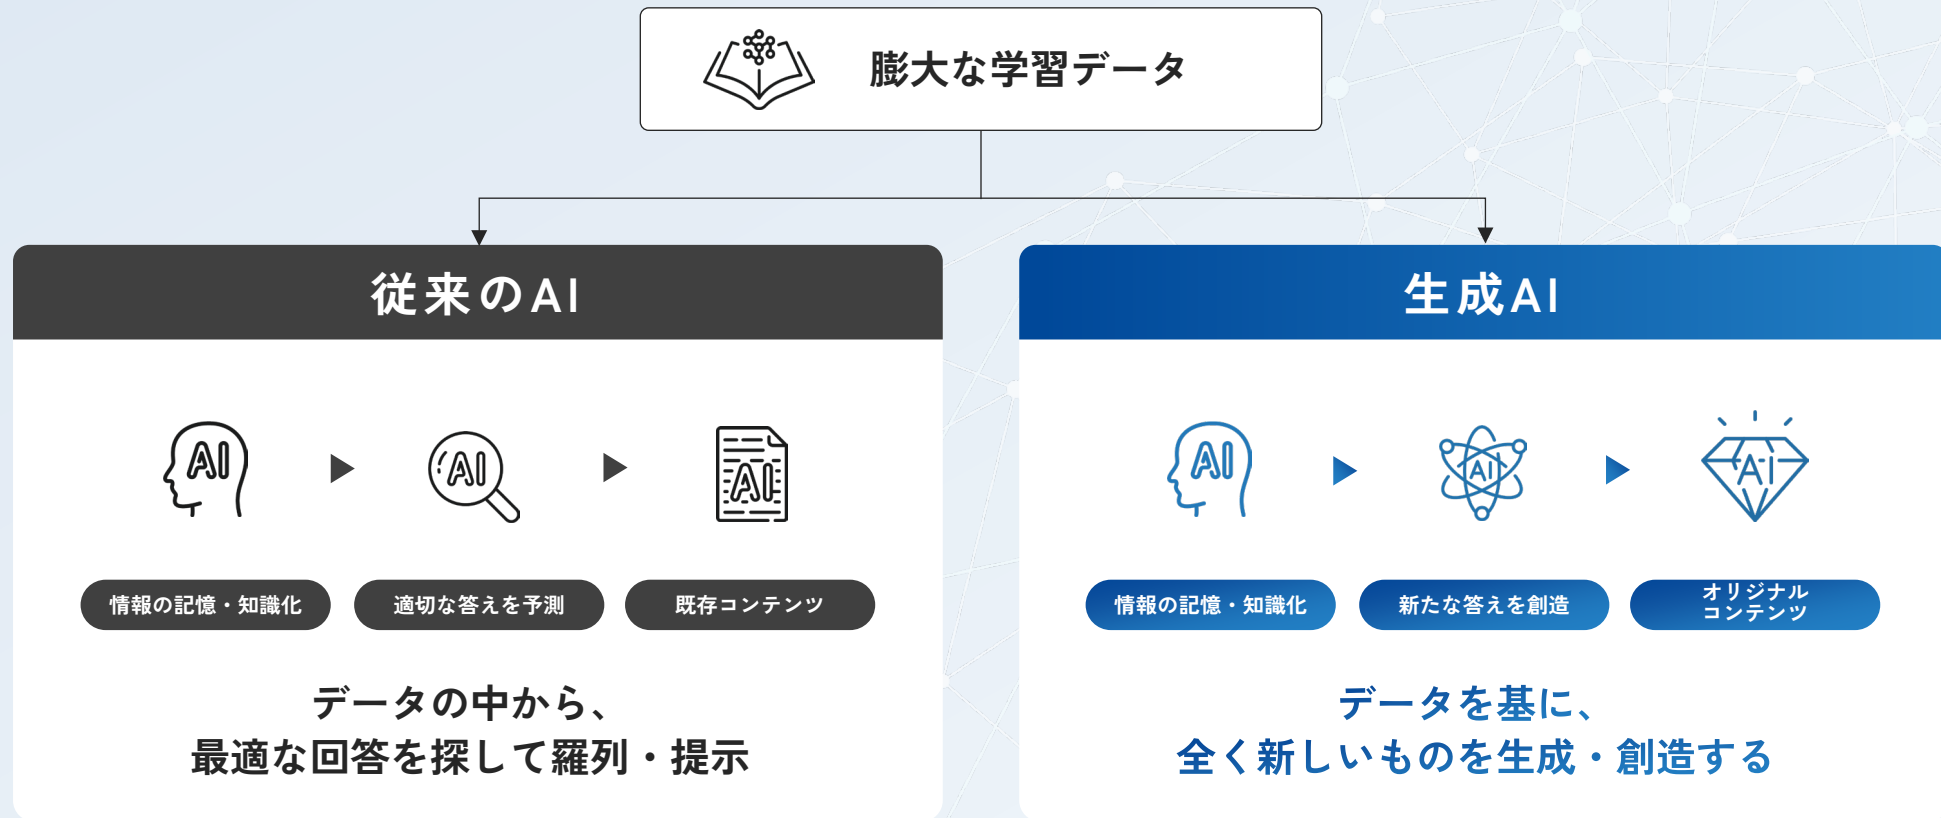 膨大な学習データ
従来のAI
AI
AI
AI
情報の記憶・知識化
適切な答えを予測
既存コンテンツ
データの中から、
最適な回答を探して羅列・提示
生成AI
AI
AI
AI
情報の記憶・知識化
新たな答えを創造
オリジナル
コンテンツ
データを基に、
全く新しいものを生成・創造する